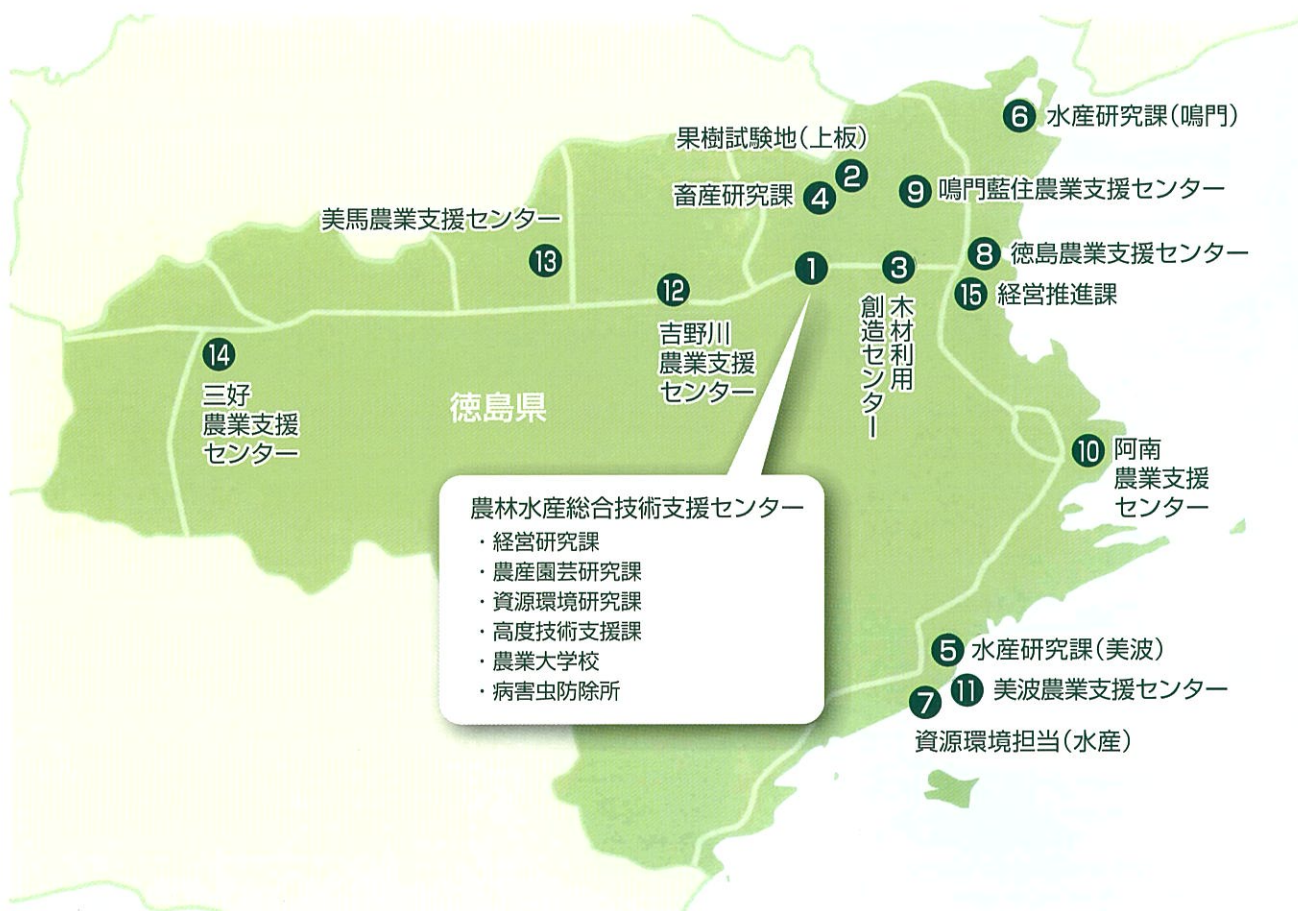 ⑥ 水産研究課(鳴門)
果樹試験地(上板)
②
畜産研究課 ④
⑨ 鳴門藍住農業支援センター
美馬農業支援センター
⑬
⑧ 徳島農業支援センター
①
③
木材利用
創造センター
⑮ 経営推進課
⑫
吉野川
農業支援
センター
⑭
三好
農業支援
センター
徳島県
⑩ 阿南
農業支援
センター
農林水産総合技術支援センター
・経営研究課
・農産園芸研究課
・資源環境研究課
・高度技術支援課
・農業大学校
・病害虫防除所
⑤ 水産研究課(美波)
⑪ 美波農業支援センター
⑦
資源環境担当(水産)